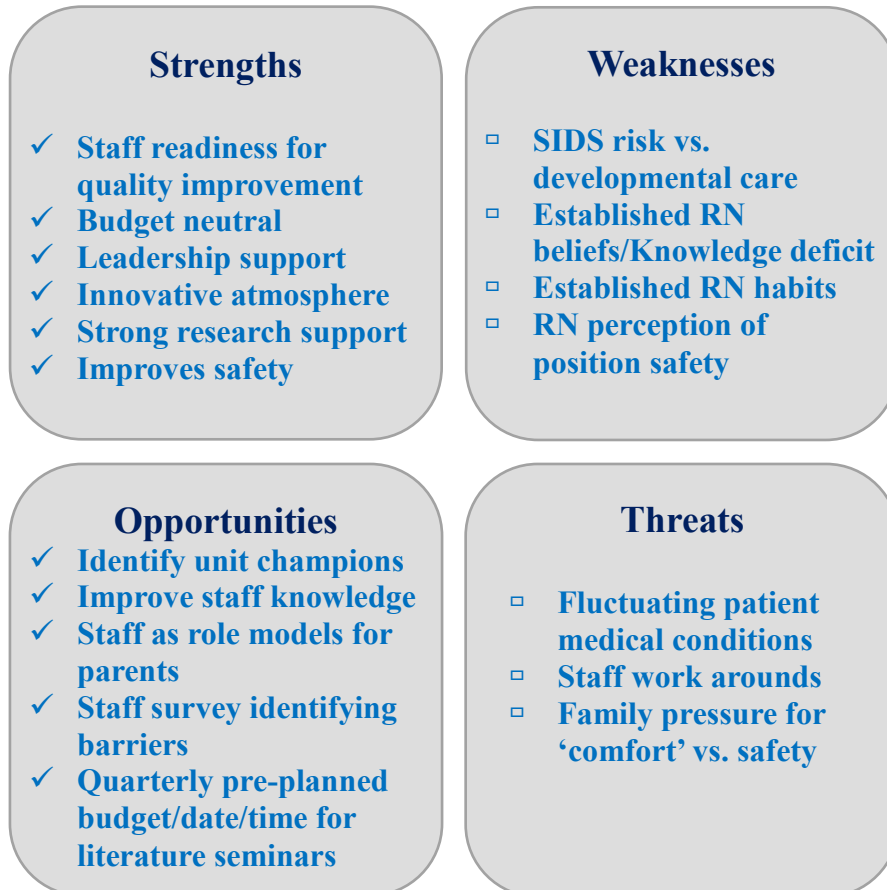 Strengths
✓ Staff readiness for
quality improvement
✓ Budget neutral
✓ Leadership support
✓ Innovative atmosphere
✓ Strong research support
✓ Improves safety
Weaknesses
▫ SIDS risk vs.
developmental care
▫ Established RN
beliefs/Knowledge deficit
▫ Established RN habits
▫ RN perception of
position safety
Opportunities
✓ Identify unit champions
✓ Improve staff knowledge
✓ Staff as role models for
parents
✓ Staff survey identifying
barriers
✓ Quarterly pre-planned
budget/date/time for
literature seminars
Threats
▫ Fluctuating patient
medical conditions
▫ Staff work arounds
▫ Family pressure for
‘comfort’ vs. safety